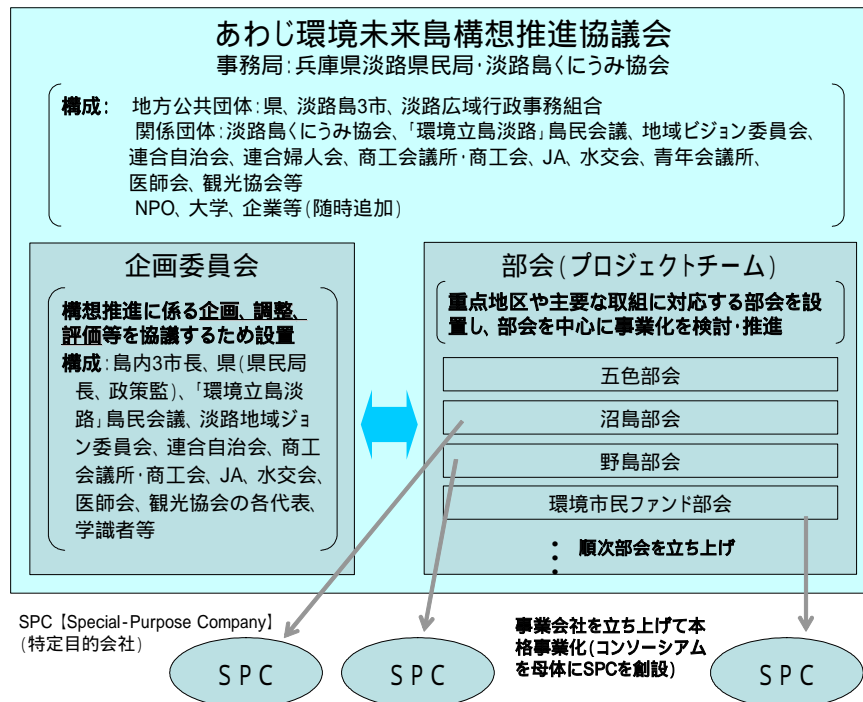 あわじ環境未来島構想推進協議会
事務局:兵庫県淡路県民局・淡路島くにうみ協会
構成: 地方公共団体:県、淡路島3市、淡路広域行政事務組合
関係団体:淡路島くにうみ協会、「環境立島淡路」島民会議、地域ビジョン委員会、
連合自治会、連合婦人会、商工会議所・商工会、JA、水交会、青年会議所、
医師会、観光協会等
NPO、大学、企業等(随時追加)
企画委員会
構想推進に係る企画、調整、
評価等を協議するため設置
構成:島内3市長、県(県民局
長、政策監)、「環境立島淡
路」島民会議、淡路地域ジョ
ン委員会、連合自治会、商工
会議所・商工会、JA、水交会、
医師会、観光協会の各代表、
学識者等
部会(プロジェクトチーム)
重点地区や主要な取組に対応する部会を設
置し、部会を中心に事業化を検討・推進
五色部会
沼島部会
野島部会
環境市民ファンド部会
順次部会を立ち上げ
SPC【Special-Purpose Company】
(特定目的会社)
事業会社を立ち上げて本
格事業化(コンソーシアム
を母体にSPCを創設)
SPC
SPC
SPC